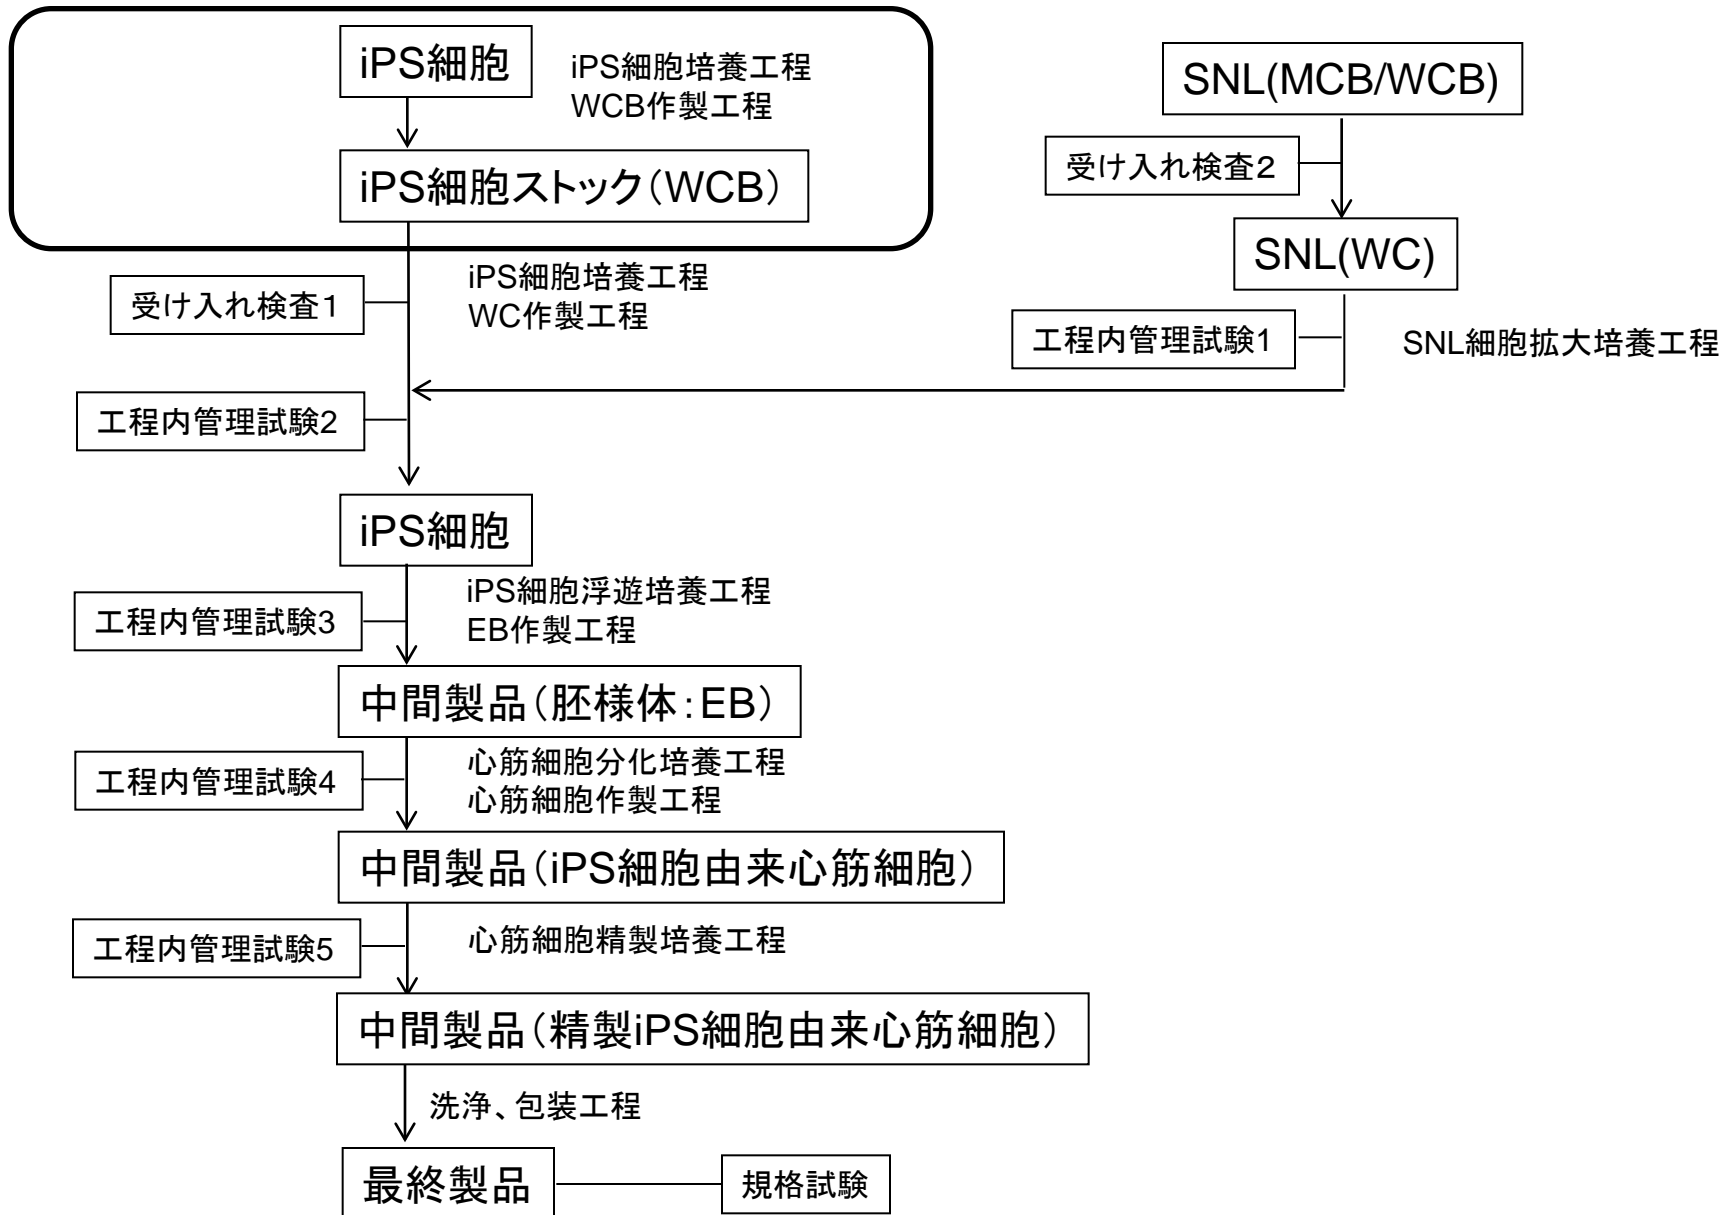 iPS細胞
iPS細胞培養工程
WCB作製工程
iPS細胞ストック（WCB）
SNL(MCB/WCB)
受け入れ検査２
SNL(WC)
受け入れ検査１
iPS細胞培養工程
WC作製工程
工程内管理試験1
SNL細胞拡大培養工程
工程内管理試験2
iPS細胞
工程内管理試験3
iPS細胞浮遊培養工程
EB作製工程
中間製品（胚様体：EB）
工程内管理試験4
心筋細胞分化培養工程
心筋細胞作製工程
中間製品（iPS細胞由来心筋細胞）
工程内管理試験5
心筋細胞精製培養工程
中間製品（精製iPS細胞由来心筋細胞）
洗浄、包装工程
最終製品
規格試験